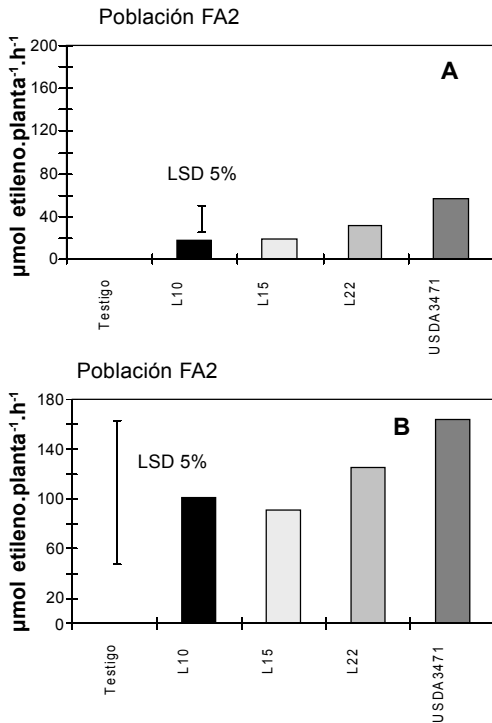 Población FA2
µmol etileno.planta-1.h-1
200
160
120
80
40
0
A
LSD 5%
Testigo
L10
L15
L22
USDA3471
Población FA2
µmol etileno.planta-1.h-1
180
140
100
60
20
0
B
LSD 5%
Testigo
L10
L15
L22
USDA3471